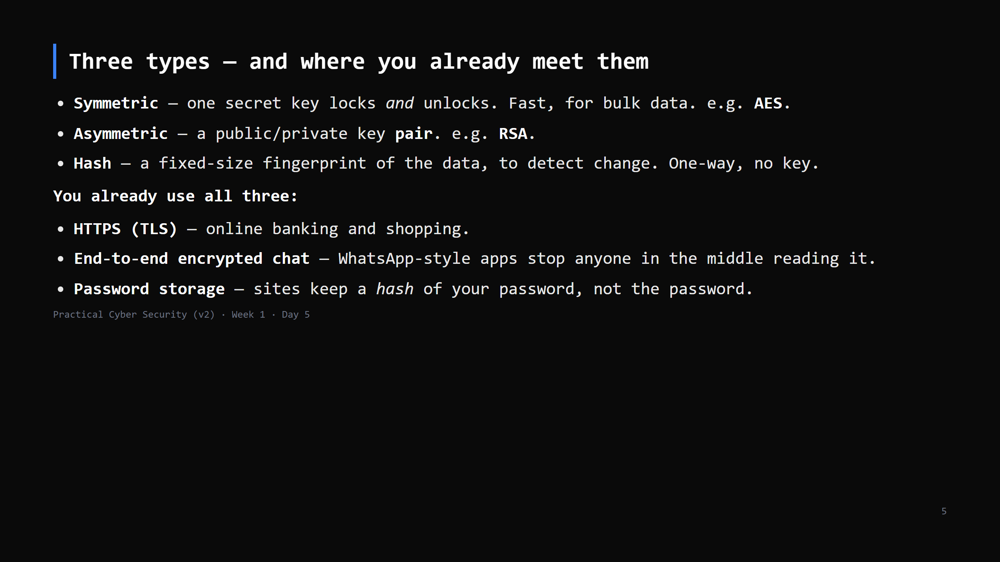 Three types — and where you already meet them
• Symmetric — one secret key locks and unlocks. Fast, for bulk data. e.g. AES.
• Asymmetric — a public/private key pair. e.g. RSA.
• Hash — a fixed-size fingerprint of the data, to detect change. One-way, no key.
You already use all three:
• HTTPS (TLS) — online banking and shopping.
• End-to-end encrypted chat — WhatsApp-style apps stop anyone in the middle reading it.
• Password storage — sites keep a hash of your password, not the password.
Practical Cyber Security (v2) · Week 1 · Day 5
5